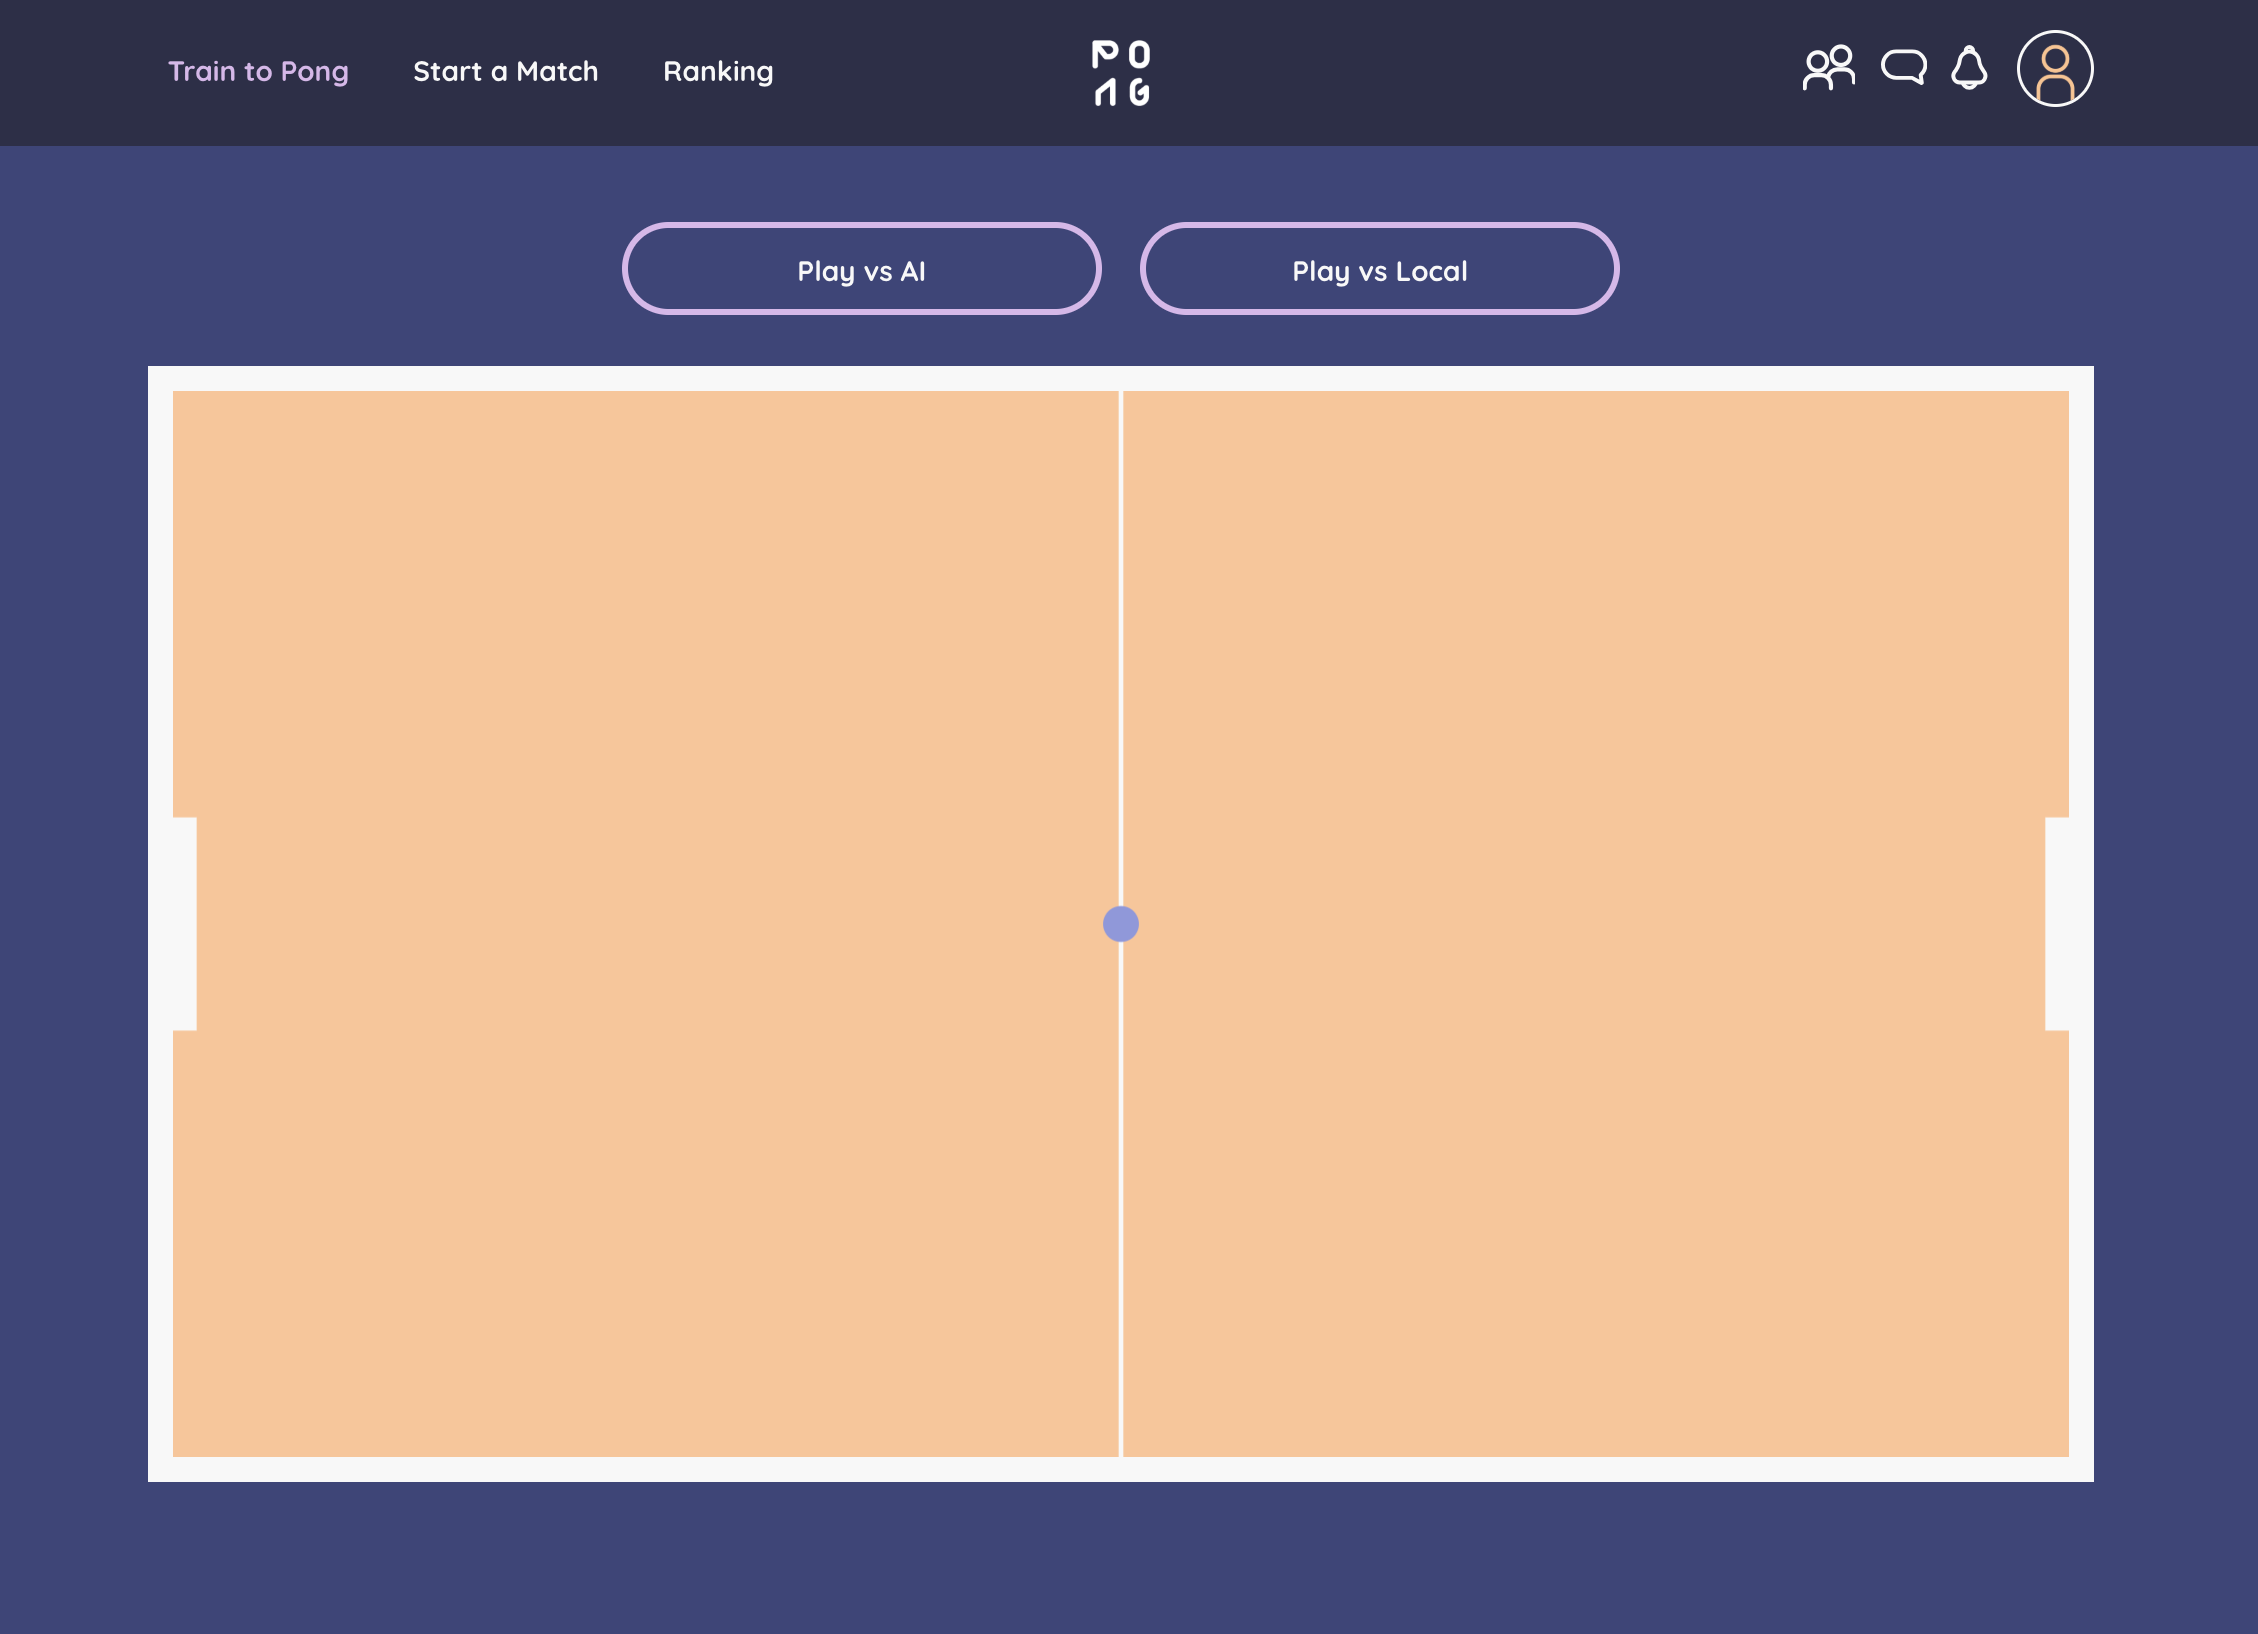 Train to Pong
Start a Match
Ranking
PO
NG
Play vs AI
Play vs Local